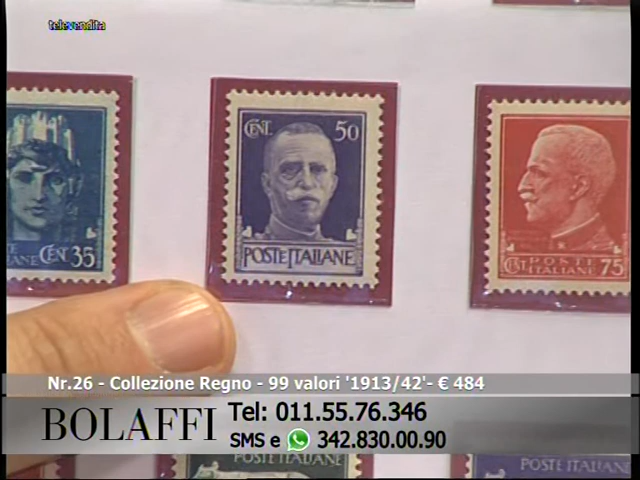 televendita
CENT. 50
POSTE ITALIANE
CENT 35
CENT POSTE ITALIANE 75
Nr.26 - Collezione Regno - 99 valori '1913/42'- € 484
BOLAFFI
Tel: 011.55.76.346
SMS e 342.830.00.90
POSTE ITALIANE
POSTE ITALIANE